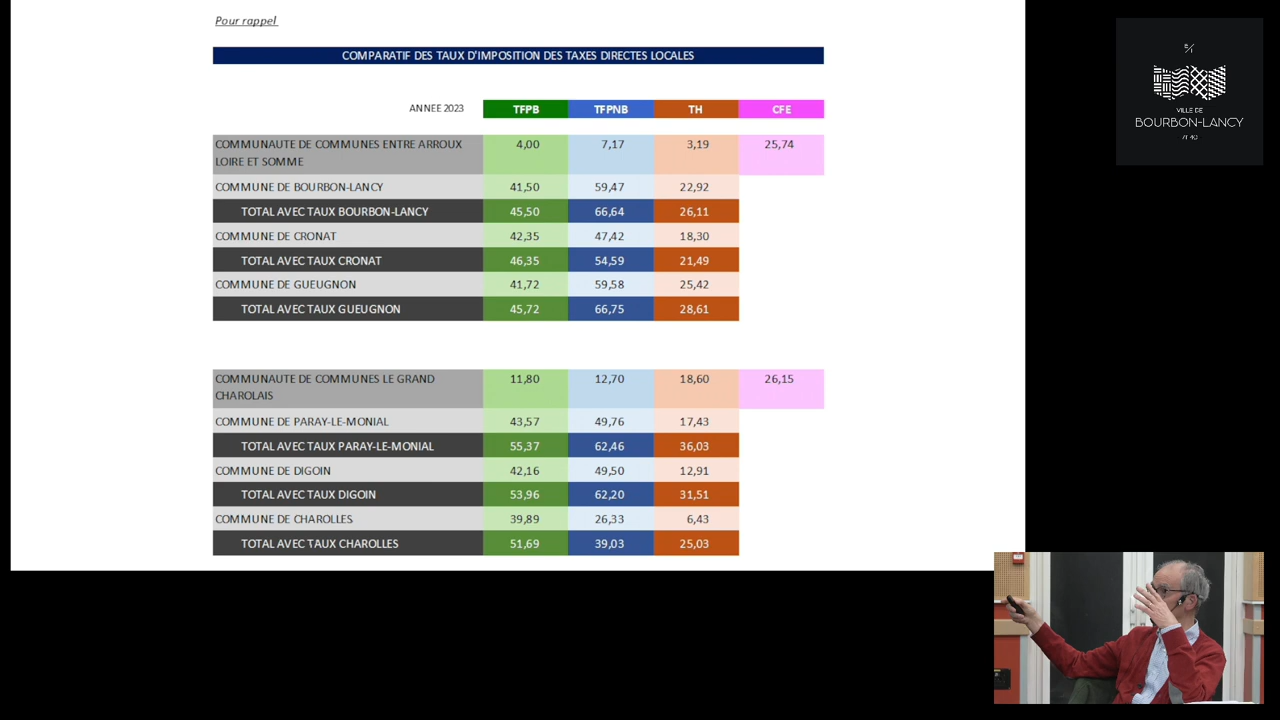 Pour rappel
COMPARATIF DES TAUX D'IMPOSITION DES TAXES DIRECTES LOCALES
ANNEE 2023 TFPB TFPNB TH CFE
COMMUNAUTE DE COMMUNES ENTRE ARROUX 4,00 7,17 3,19 25,74
LOIRE ET SOMME
COMMUNE DE BOURBON-LANCY 41,50 59,47 22,92
TOTAL AVEC TAUX BOURBON-LANCY 45,50 66,64 26,11
COMMUNE DE CRONAT 42,35 47,42 18,30
TOTAL AVEC TAUX CRONAT 46,35 54,59 21,49
COMMUNE DE GUEUGNON 41,72 59,58 25,42
TOTAL AVEC TAUX GUEUGNON 45,72 66,75 28,61
COMMUNAUTE DE COMMUNES LE GRAND 11,80 12,70 18,60 26,15
CHAROLAIS
COMMUNE DE PARAY-LE-MONIAL 43,57 49,76 17,43
TOTAL AVEC TAUX PARAY-LE-MONIAL 55,37 62,46 36,03
COMMUNE DE DIGOIN 42,16 49,50 12,91
TOTAL AVEC TAUX DIGOIN 53,96 62,20 31,51
COMMUNE DE CHAROLLES 39,89 26,33 6,43
TOTAL AVEC TAUX CHAROLLES 51,69 39,03 25,03
VILLE DE
BOURBON-LANCY